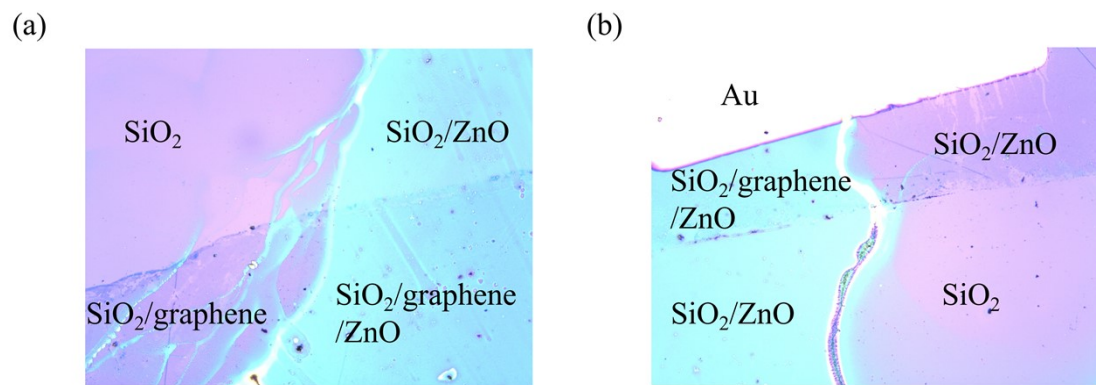 (a)
SiO₂
SiO₂/ZnO
SiO₂/graphene
SiO₂/graphene
/ZnO
(b)
Au
SiO₂/ZnO
SiO₂/graphene
/ZnO
SiO₂/ZnO
SiO₂